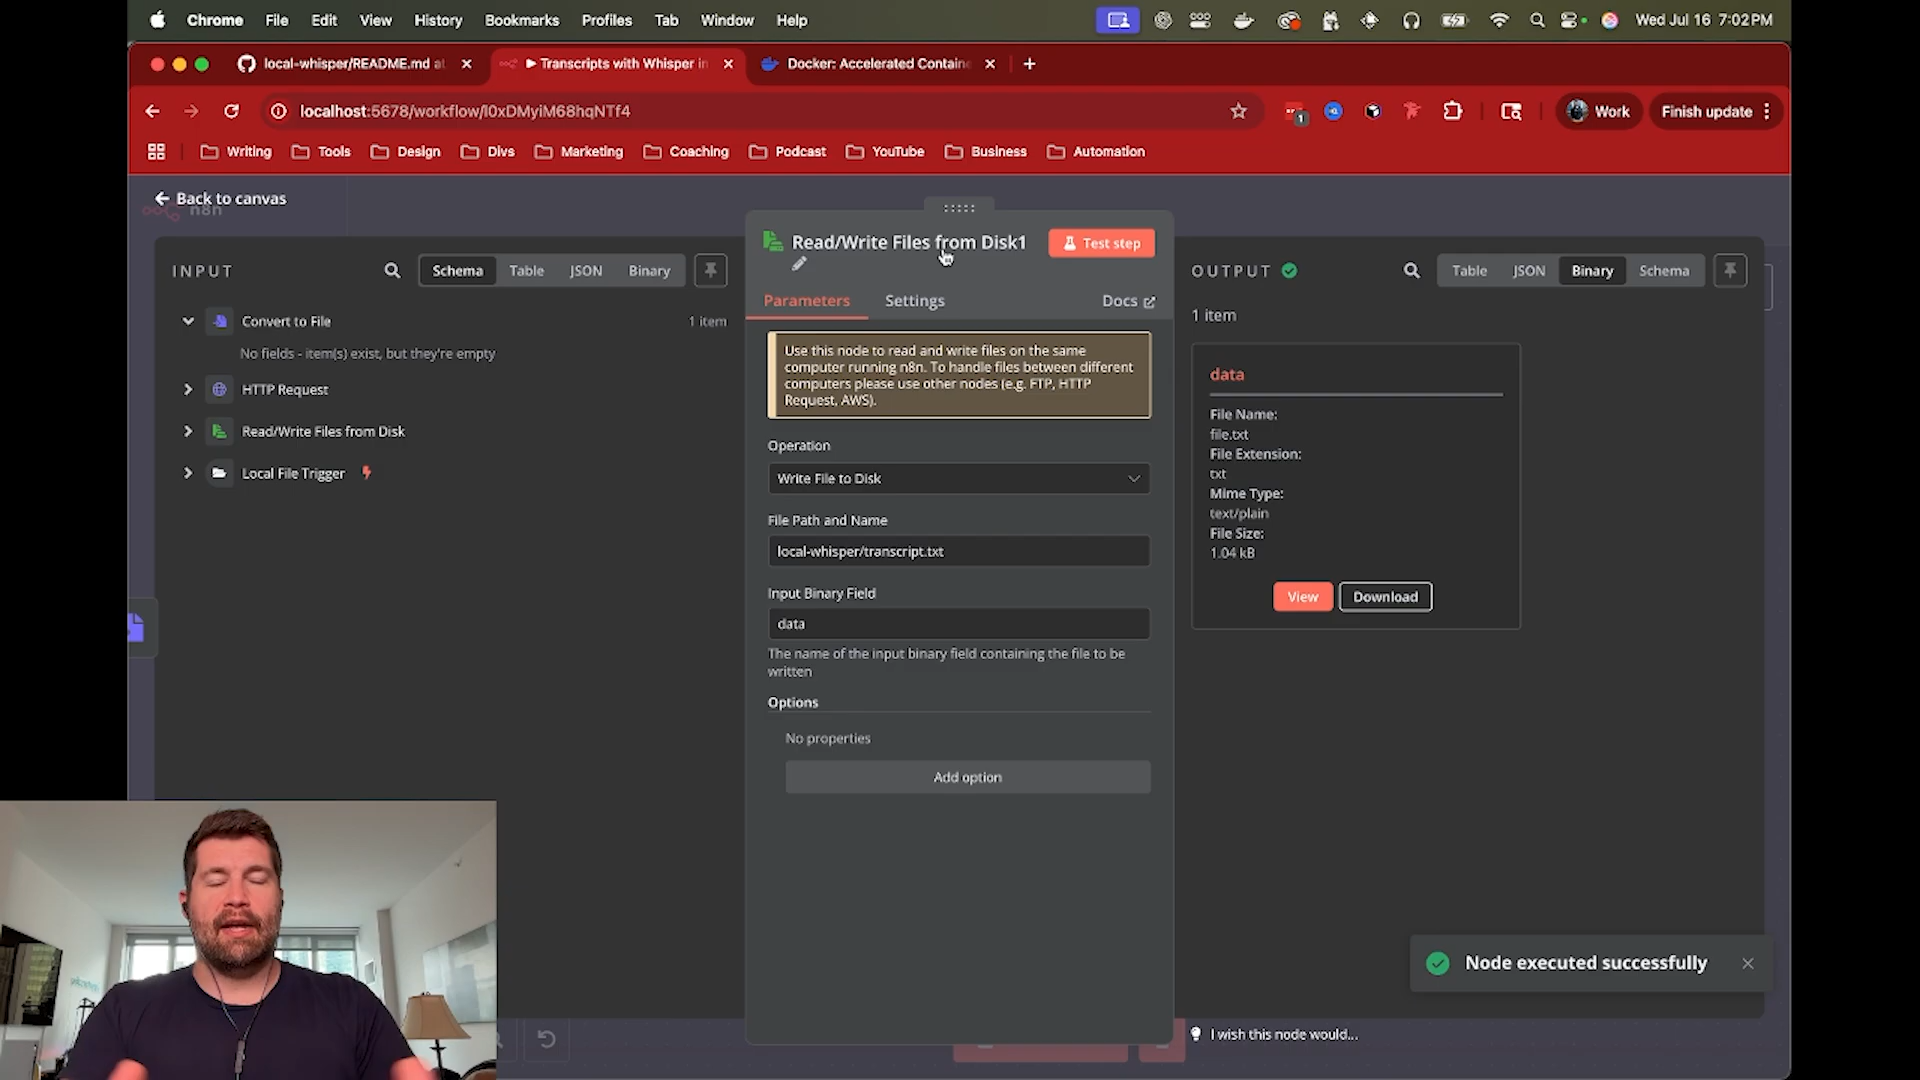 Chrome File Edit View History Bookmarks Profiles Tab Window Help
Wed Jul 16 7:02 PM
local-whisper/README.md at
Transcripts with Whisper in
Docker: Accelerated Containe
localhost:5678/workflow/l0xDMyiM68hqNTf4
1
Work
Finish update
Writing
Tools
Design
Divs
Marketing
Coaching
Podcast
YouTube
Business
Automation
Back to canvas
n8n
INPUT
Schema
Table
JSON
Binary
Convert to File
1 item
No fields - item(s) exist, but they're empty
HTTP Request
Read/Write Files from Disk
Local File Trigger
Read/Write Files from Disk1
Test step
Parameters
Settings
Docs
Use this node to read and write files on the same
computer running n8n. To handle files between different
computers please use other nodes (e.g. FTP, HTTP
Request, AWS).
Operation
Write File to Disk
File Path and Name
local-whisper/transcript.txt
Input Binary Field
data
The name of the input binary field containing the file to be
written
Options
No properties
Add option
OUTPUT
Table
JSON
Binary
Schema
1 item
data
File Name:
file.txt
File Extension:
txt
Mime Type:
text/plain
File Size:
1.04 kB
View
Download
Node executed successfully
I wish this node would...